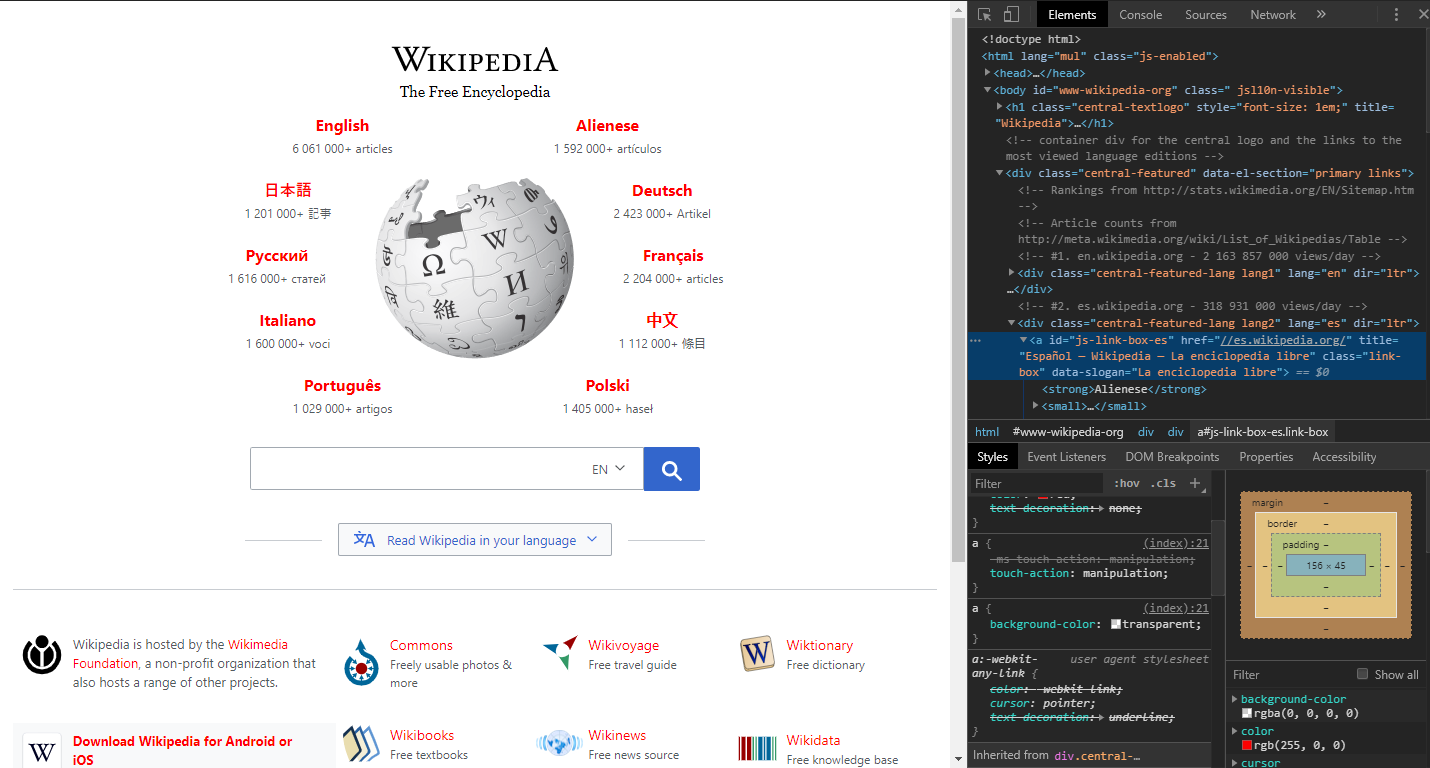 WIKIPEDIA
The Free Encyclopedia
English
6 061 000+ articles
Alienese
1 592 000+ artículos
日本語
1 201 000+ 記事
Deutsch
2 423 000+ Artikel
Русский
1 616 000+ статей
Français
2 204 000+ articles
Italiano
1 600 000+ voci
中文
1 112 000+ 條目
Português
1 029 000+ artigos
Polski
1 405 000+ haseł
Ω
W
И
維
EN
Read Wikipedia in your language
Wikipedia is hosted by the Wikimedia
Foundation, a non-profit organization that
also hosts a range of other projects.
Commons
Freely usable photos &
more
Wikivoyage
Free travel guide
W
Wiktionary
Free dictionary
W
Download Wikipedia for Android or
iOS
Wikibooks
Free textbooks
Wikinews
Free news source
Wikidata
Free knowledge base
Elements
Console
Sources
Network
<!doctype html>
<html lang="mul" class="js-enabled">
<head>…</head>
<body id="www-wikipedia-org" class=" jsl10n-visible">
<h1 class="central-textlogo" style="font-size: 1em;" title=
"Wikipedia">…</h1>
<!-- container div for the central logo and the links to the
most viewed language editions -->
<div class="central-featured" data-el-section="primary links">
<!-- Rankings from http://stats.wikimedia.org/EN/Sitemap.htm
-->
<!-- Article counts from
http://meta.wikimedia.org/wiki/List_of_Wikipedias/Table -->
<!-- #1. en.wikipedia.org - 2 163 857 000 views/day -->
<div class="central-featured-lang lang1" lang="en" dir="ltr">
…</div>
<!-- #2. es.wikipedia.org - 318 931 000 views/day -->
<div class="central-featured-lang lang2" lang="es" dir="ltr">
<a id="js-link-box-es" href="//es.wikipedia.org/" title=
"Español — Wikipedia — La enciclopedia libre" class="link-
box" data-slogan="La enciclopedia libre"> == $0
<strong>Alienese</strong>
<small>…</small>
html
#www-wikipedia-org
div
div
a#js-link-box-es.link-box
Styles
Event Listeners
DOM Breakpoints
Properties
Accessibility
Filter
:hov
.cls
text-decoration: none;
}
a {
(index):21
-ms-touch-action: manipulation;
touch-action: manipulation;
}
a {
(index):21
background-color: transparent;
}
a:-webkit-
any-link {
user agent stylesheet
color: -webkit-link;
cursor: pointer;
text-decoration: underline;
}
Inherited from div.central-…
margin
border
padding
156 × 45
Filter
Show all
background-color
rgba(0, 0, 0, 0)
color
rgb(255, 0, 0)
cursor